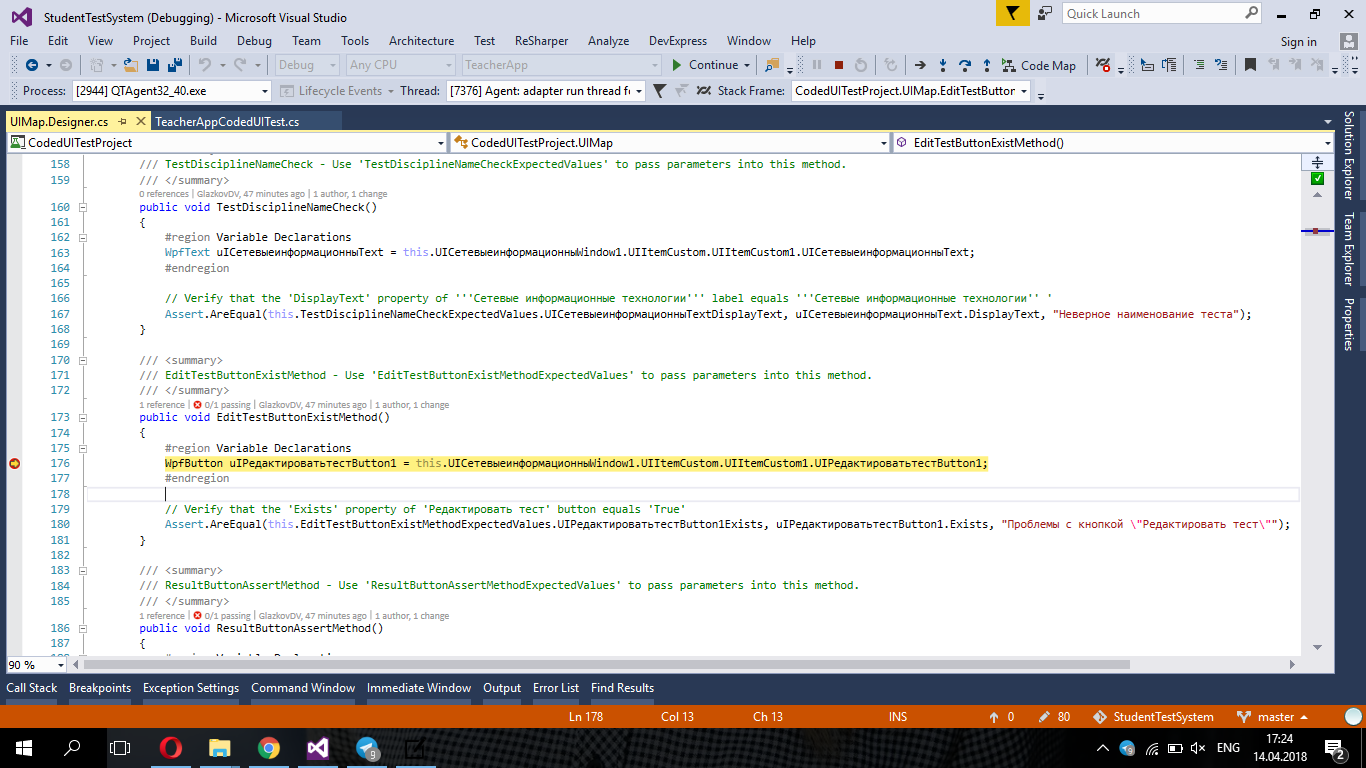 StudentTestSystem (Debugging) - Microsoft Visual Studio
Quick Launch
File Edit View Project Build Debug Team Tools Architecture Test ReSharper Analyze DevExpress Window Help
Sign in
Debug Any CPU TeacherApp Continue Code Map
Process: [2944] QTAgent32_40.exe Lifecycle Events Thread: [7376] Agent: adapter run thread fo Stack Frame: CodedUITestProject.UIMap.EditTestButton
UIMap.Designer.cs TeacherAppCodedUITest.cs
CodedUITestProject CodedUITestProject.UIMap EditTestButtonExistMethod()
158 /// TestDisciplineNameCheck - Use 'TestDisciplineNameCheckExpectedValues' to pass parameters into this method.
159 /// </summary>
0 references | GlazkovDV, 47 minutes ago | 1 author, 1 change
160 public void TestDisciplineNameCheck()
161 {
162 #region Variable Declarations
163 WpfText uIСетевыеинформационныText = this.UIСетевыеинформационныWindow1.UIItemCustom.UIItemCustom1.UIСетевыеинформационныText;
164 #endregion
165
166 // Verify that the 'DisplayText' property of '''Сетевые информационные технологии''' label equals '''Сетевые информационные технологии'' '
167 Assert.AreEqual(this.TestDisciplineNameCheckExpectedValues.UIСетевыеинформационныTextDisplayText, uIСетевыеинформационныText.DisplayText, "Неверное наименование теста");
168 }
169
170 /// <summary>
171 /// EditTestButtonExistMethod - Use 'EditTestButtonExistMethodExpectedValues' to pass parameters into this method.
172 /// </summary>
1 reference | 0/1 passing | GlazkovDV, 47 minutes ago | 1 author, 1 change
173 public void EditTestButtonExistMethod()
174 {
175 #region Variable Declarations
176 WpfButton uIРедактироватьтестButton1 = this.UIСетевыеинформационныWindow1.UIItemCustom.UIItemCustom1.UIРедактироватьтестButton1;
177 #endregion
178
179 // Verify that the 'Exists' property of 'Редактировать тест' button equals 'True'
180 Assert.AreEqual(this.EditTestButtonExistMethodExpectedValues.UIРедактироватьтестButton1Exists, uIРедактироватьтестButton1.Exists, "Проблемы с кнопкой \"Редактировать тест\"");
181 }
182
183 /// <summary>
184 /// ResultButtonAssertMethod - Use 'ResultButtonAssertMethodExpectedValues' to pass parameters into this method.
185 /// </summary>
1 reference | 0/1 passing | GlazkovDV, 47 minutes ago | 1 author, 1 change
186 public void ResultButtonAssertMethod()
187 {
Solution Explorer
Team Explorer
Properties
90 %
Call Stack Breakpoints Exception Settings Command Window Immediate Window Output Error List Find Results
Ln 178 Col 13 Ch 13 INS 0 80 StudentTestSystem master
9 9 ENG 17:24
14.04.2018 2